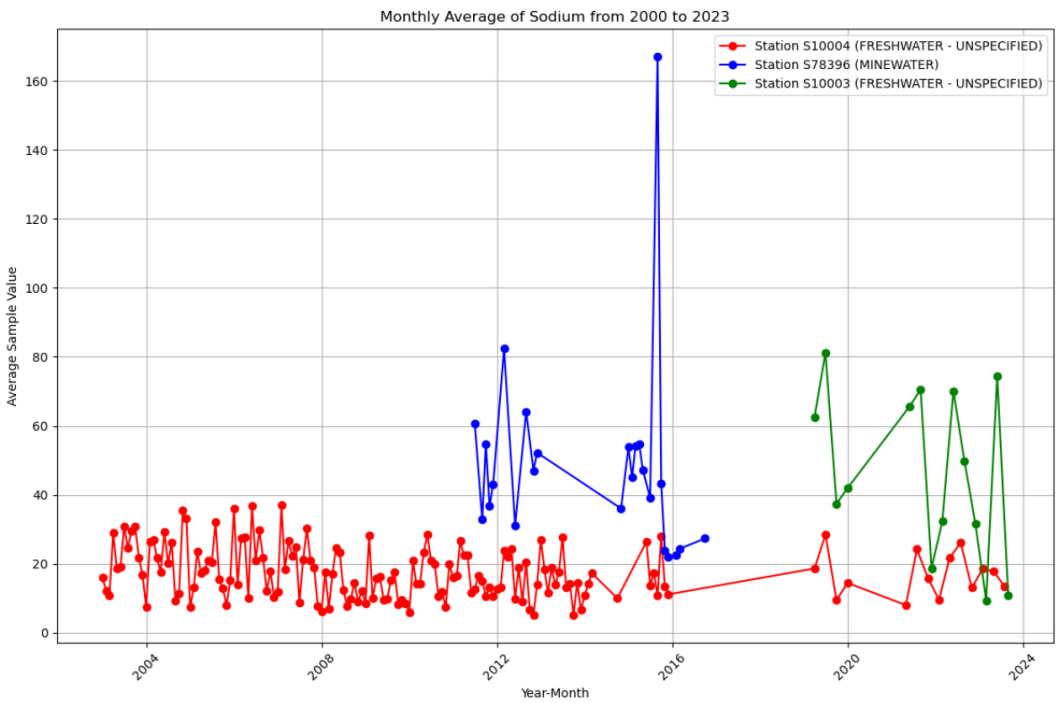 Monthly Average of Sodium from 2000 to 2023
Station S10004 (FRESHWATER - UNSPECIFIED)
Station S78396 (MINEWATER)
Station S10003 (FRESHWATER - UNSPECIFIED)
Average Sample Value
160
140
120
100
80
60
40
20
0
2004
2008
2012
2016
2020
2024
Year-Month